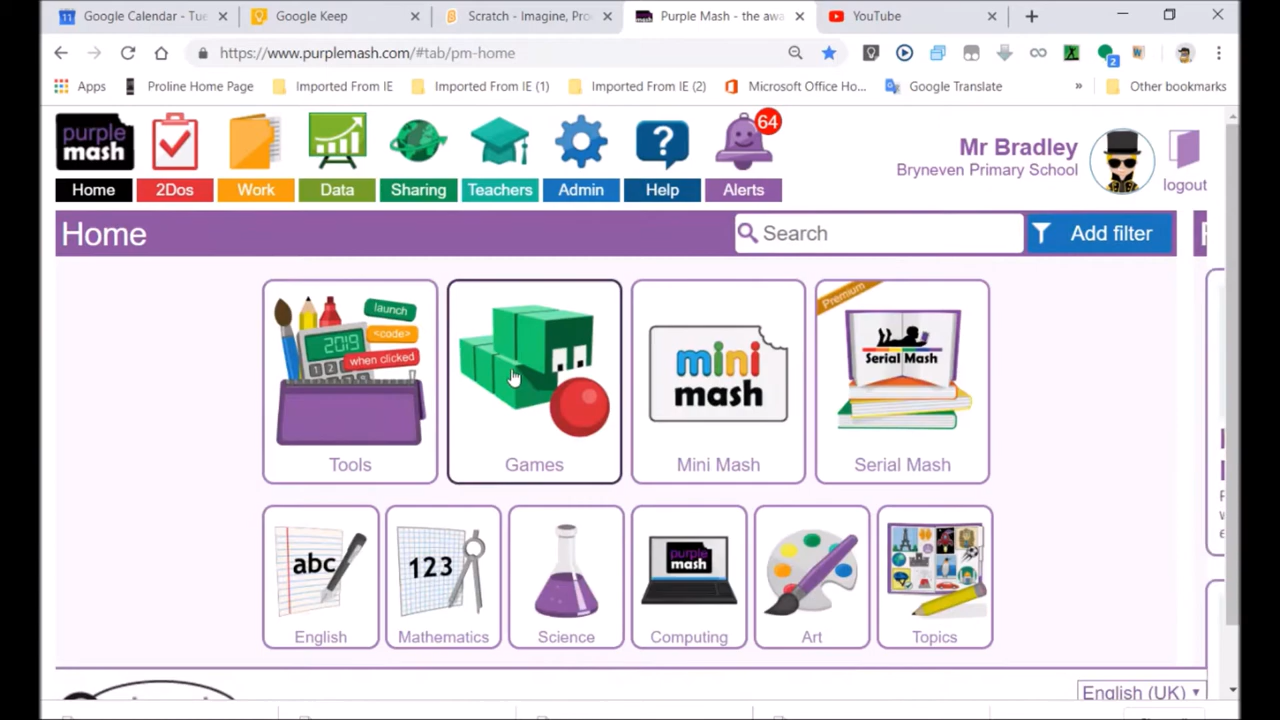 Google Calendar - Tue
Google Keep
Scratch - Imagine, Pro
Purple Mash - the awa
YouTube
https://www.purplemash.com/#tab/pm-home
2
Apps
Proline Home Page
Imported From IE
Imported From IE (1)
Imported From IE (2)
Microsoft Office Ho...
Google Translate
»
Other bookmarks
purple
mash
64
Home
2Dos
Work
Data
Sharing
Teachers
Admin
Help
Alerts
Mr Bradley
Bryneven Primary School
logout
Home
Search
Add filter
launch
<code>
when clicked
2019
Tools
Games
mini
mash
Mini Mash
Premium
Serial Mash
Serial Mash
abc
English
123
Mathematics
Science
purple
mash
Computing
Art
Topics
English (UK)